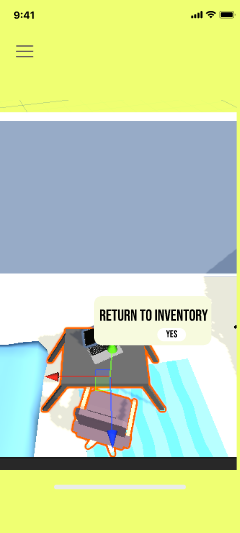 9:41
RETURN TO INVENTORY
YES